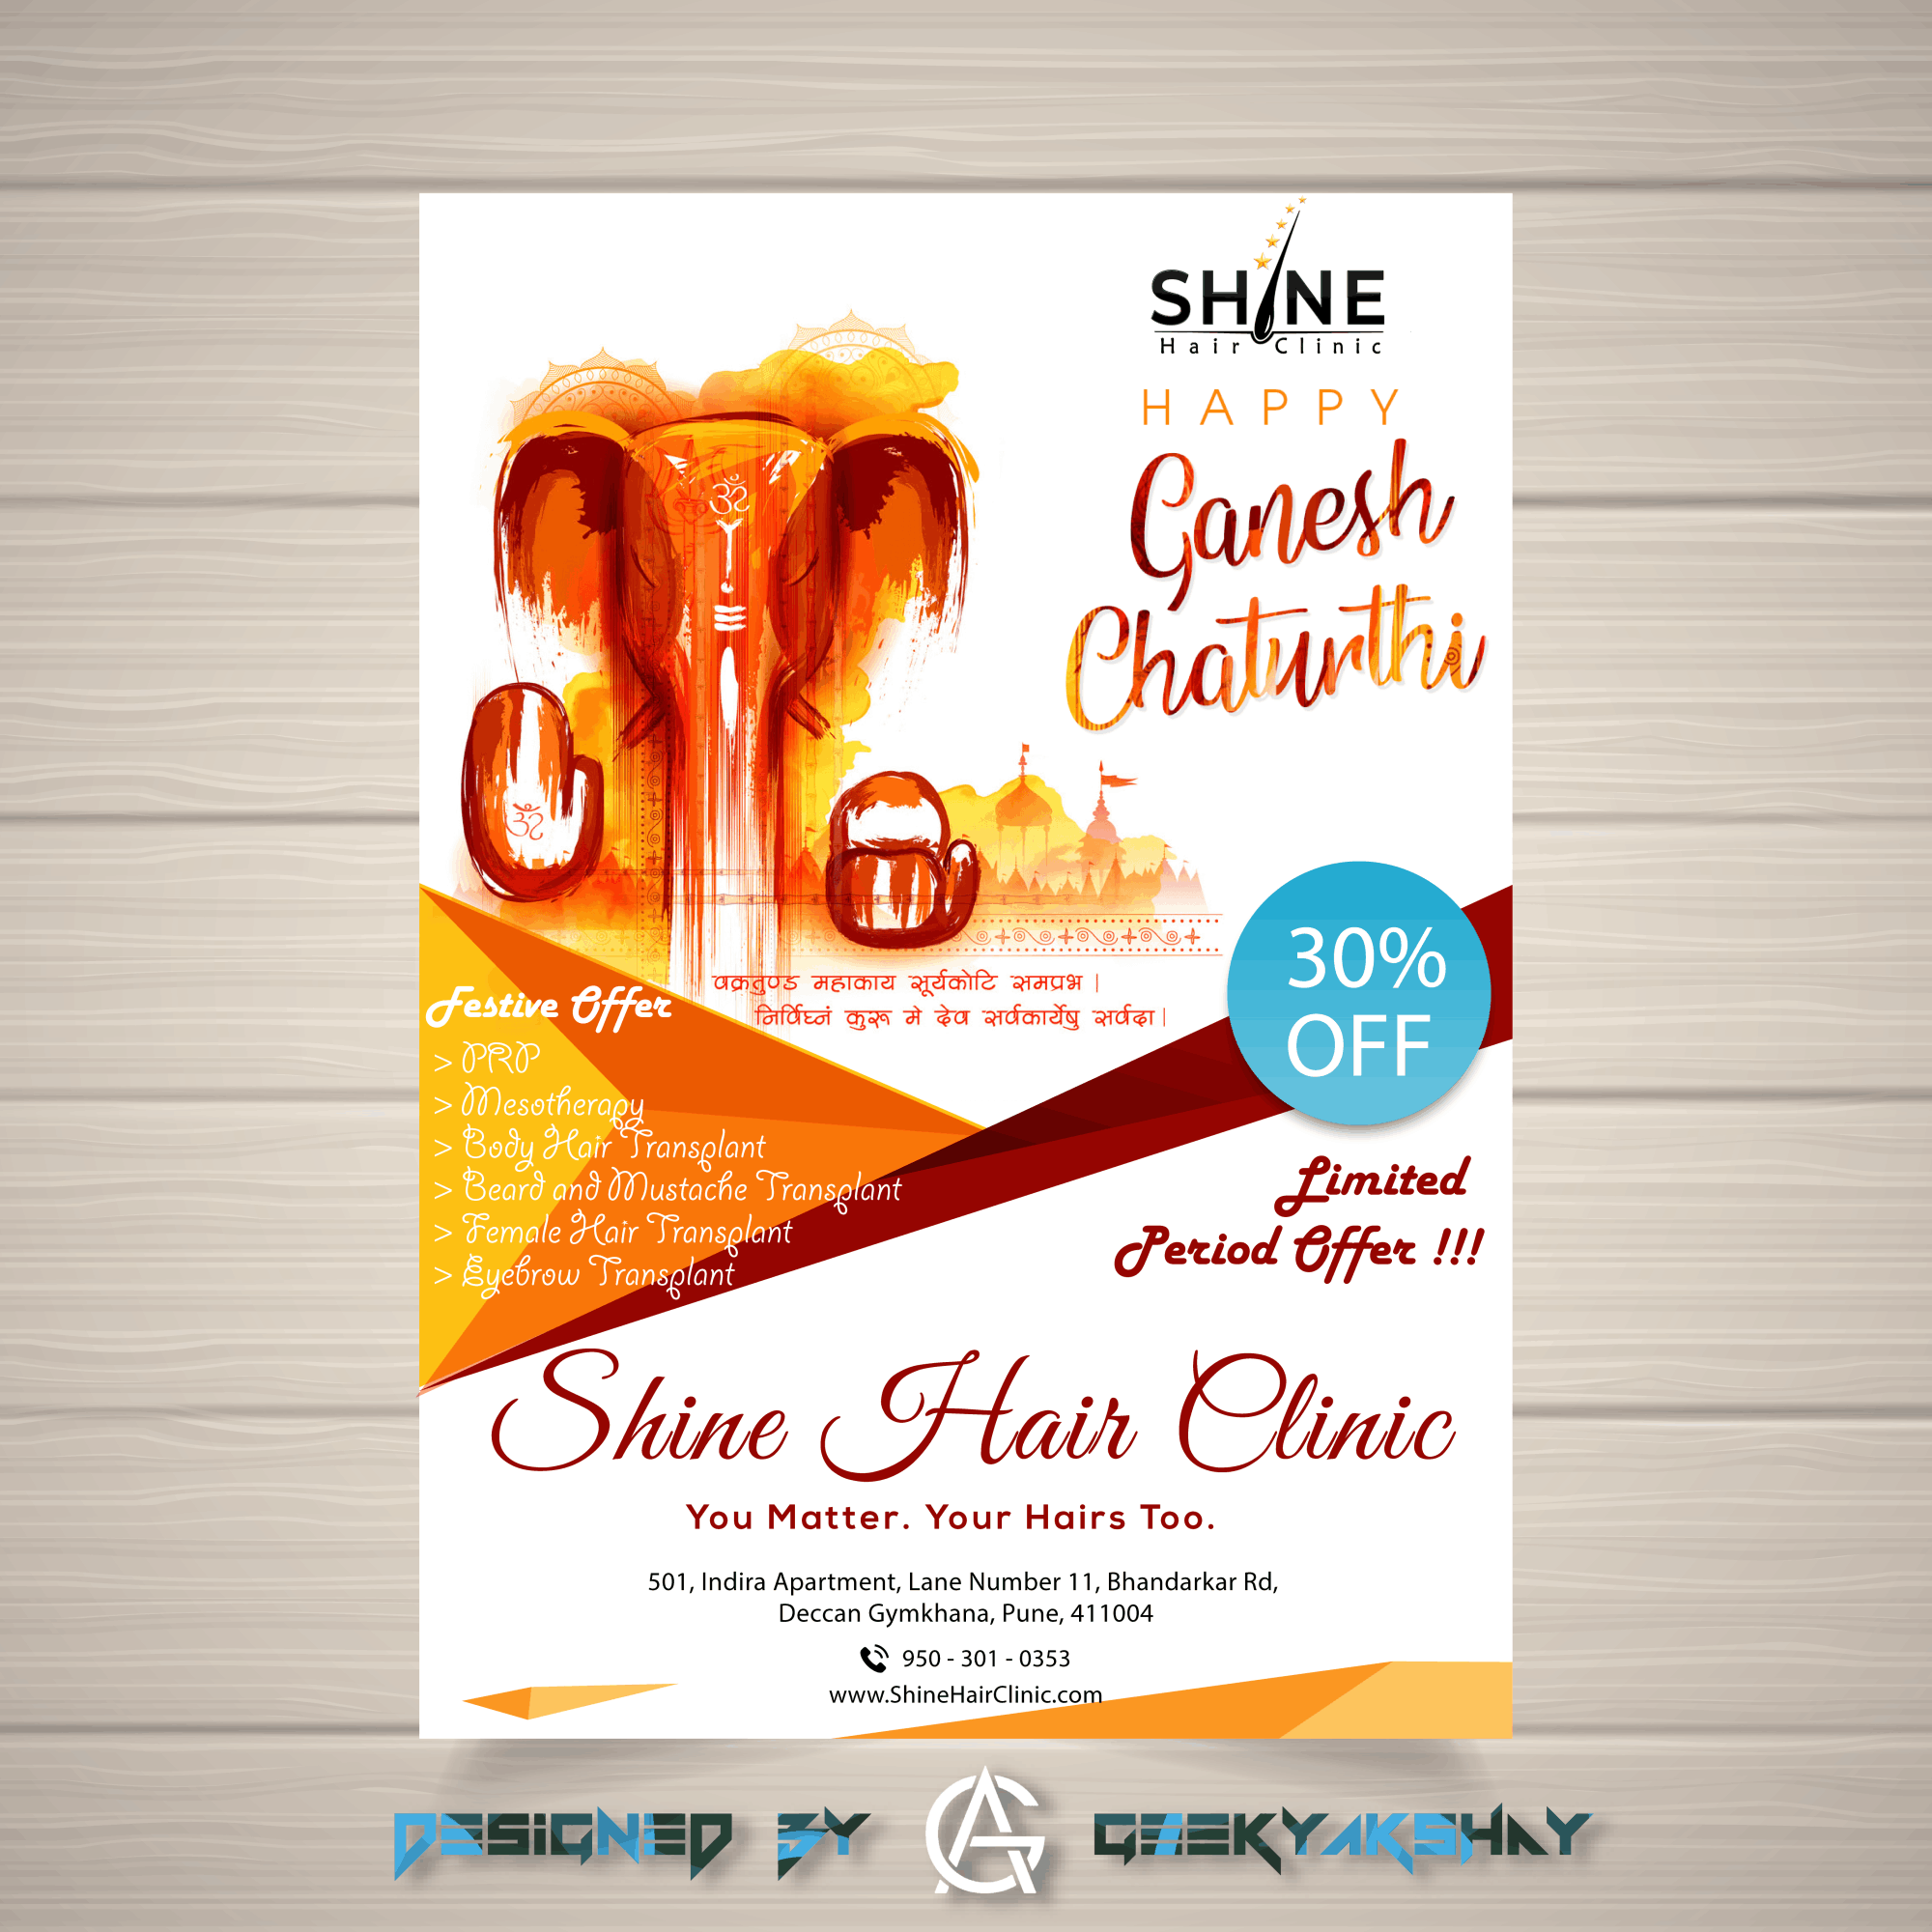 SHINE
Hair Clinic
HAPPY
Ganesh
Chaturthi
ॐ
ॐ
वक्रतुण्ड महाकाय सूर्यकोटि समप्रभ |
निर्विघ्नं कुरू मे देव सर्वकार्येषु सर्वदा |
30%
OFF
Festive Offer
> PRP
> Mesotherapy
> Body Hair Transplant
> Beard and Mustache Transplant
> Female Hair Transplant
> Eyebrow Transplant
Limited
Period Offer !!!
Shine Hair Clinic
You Matter. Your Hairs Too.
501, Indira Apartment, Lane Number 11, Bhandarkar Rd,
Deccan Gymkhana, Pune, 411004
950 - 301 - 0353
www.ShineHairClinic.com
DESIGNED BY AG GEEKYAKSHAY